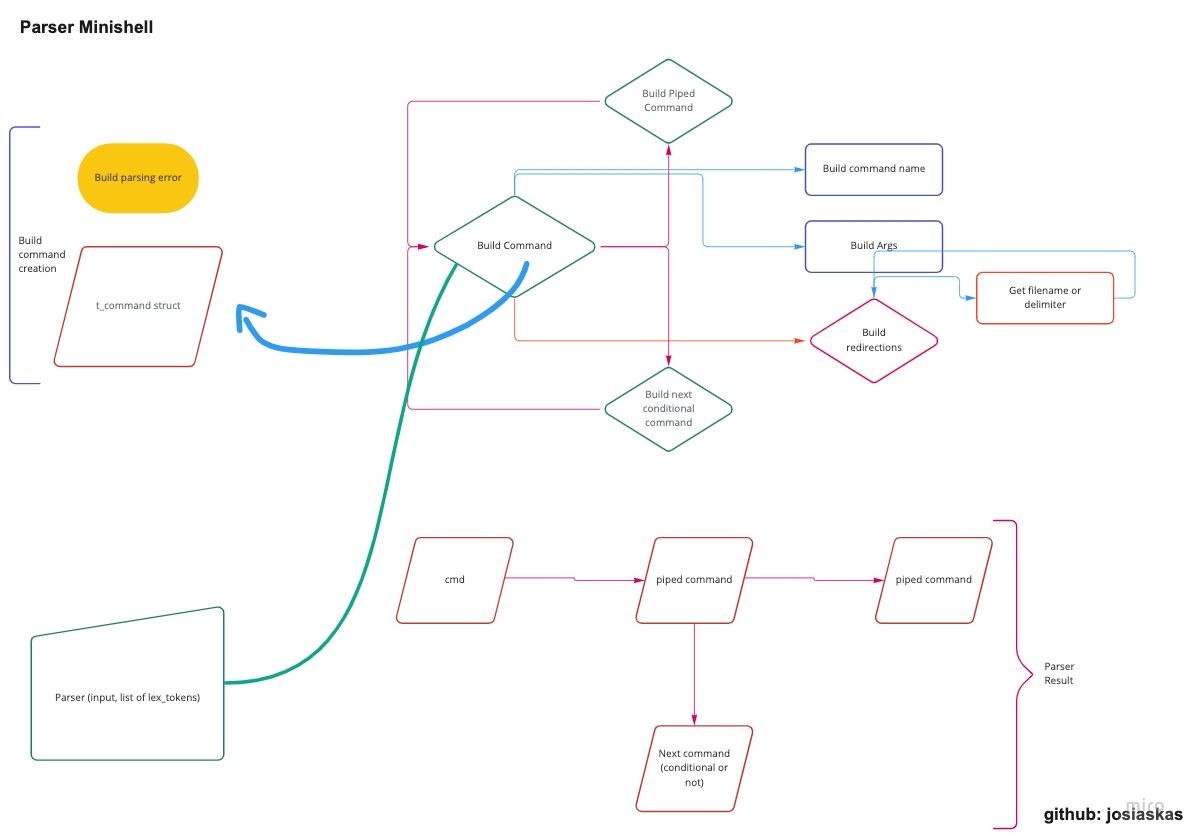 Parser Minishell
Build Piped
Command
Build parsing error
Build command name
Build
command
creation
Build Command
Build Args
t_command struct
Get filename or
delimiter
Build
redirections
Build next
conditional
command
cmd
piped command
piped command
Parser
Result
Parser (input, list of lex_tokens)
Next command
(conditional or
not)
miro
github: josiaskas